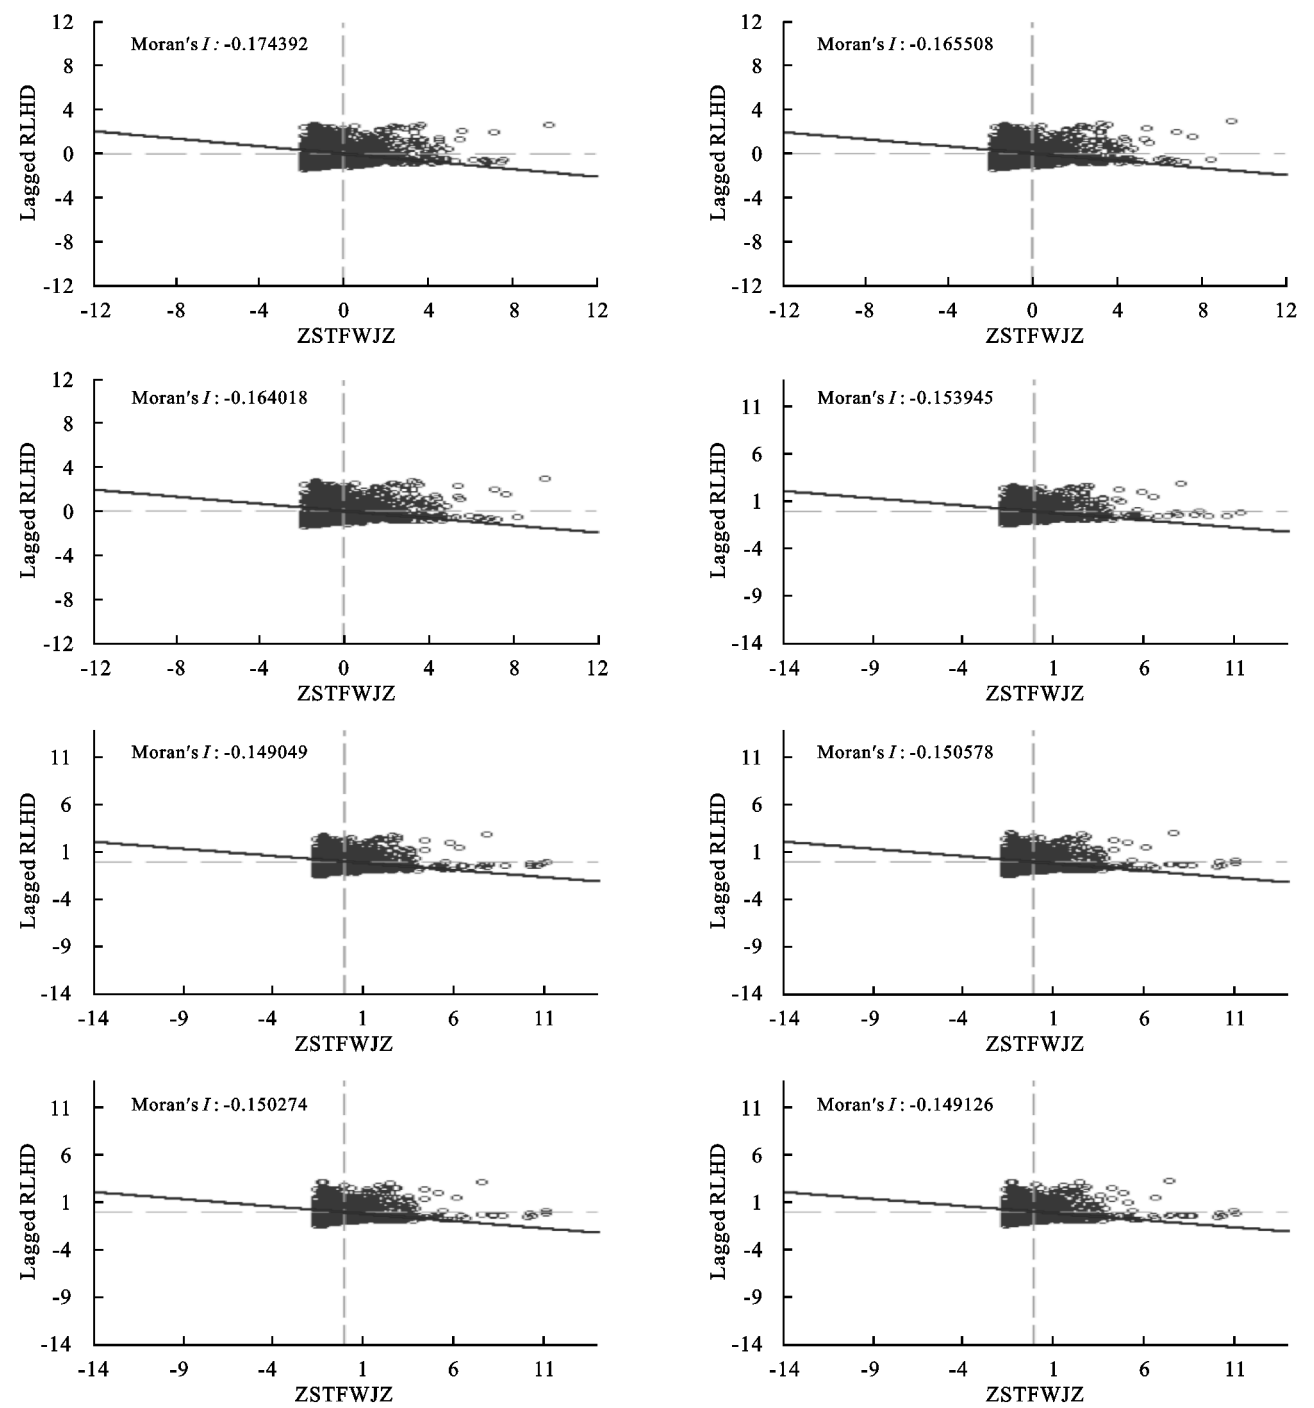 Moran's I: -0.174392
12
8
4
0
-4
-8
-12
Lagged RLHD
-12 -8 -4 0 4 8 12
ZSTFWJZ
Moran's I: -0.165508
12
8
4
0
-4
-8
-12
Lagged RLHD
-12 -8 -4 0 4 8 12
ZSTFWJZ
Moran's I: -0.164018
12
8
4
0
-4
-8
-12
Lagged RLHD
-12 -8 -4 0 4 8 12
ZSTFWJZ
Moran's I: -0.153945
11
6
1
-4
-9
-14
Lagged RLHD
-14 -9 -4 1 6 11
ZSTFWJZ
Moran's I: -0.149049
11
6
1
-4
-9
-14
Lagged RLHD
-14 -9 -4 1 6 11
ZSTFWJZ
Moran's I: -0.150578
11
6
1
-4
-9
-14
Lagged RLHD
-14 -9 -4 1 6 11
ZSTFWJZ
Moran's I: -0.150274
11
6
1
-4
-9
-14
Lagged RLHD
-14 -9 -4 1 6 11
ZSTFWJZ
Moran's I: -0.149126
11
6
1
-4
-9
-14
Lagged RLHD
-14 -9 -4 1 6 11
ZSTFWJZ